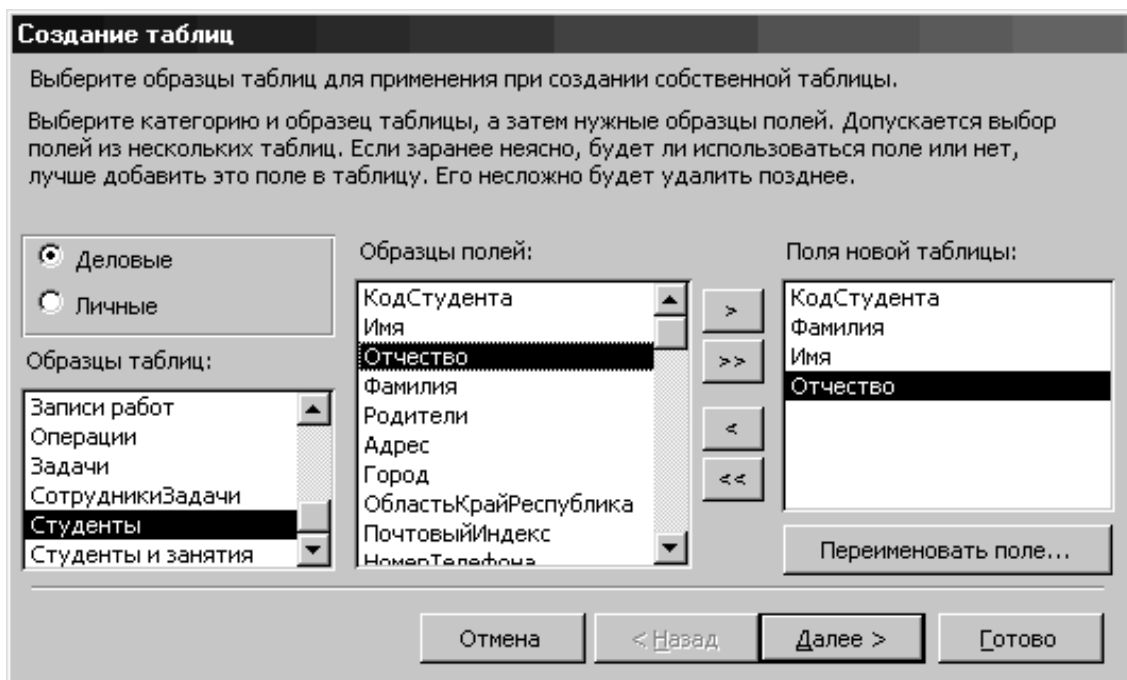 Создание таблиц
Выберите образцы таблиц для применения при создании собственной таблицы.
Выберите категорию и образец таблицы, а затем нужные образцы полей. Допускается выбор
полей из нескольких таблиц. Если заранее неясно, будет ли использоваться поле или нет,
лучше добавить это поле в таблицу. Его несложно будет удалить позднее.
Деловые
Личные
Образцы таблиц:
Записи работ
Операции
Задачи
СотрудникиЗадачи
Студенты
Студенты и занятия
Образцы полей:
КодСтудента
Имя
Отчество
Фамилия
Родители
Адрес
Город
ОбластьКрайРеспублика
ПочтовыйИндекс
НомерТелефона
>
>>
<
<<
Поля новой таблицы:
КодСтудента
Фамилия
Имя
Отчество
Переименовать поле...
Отмена
< Назад
Далее >
Готово